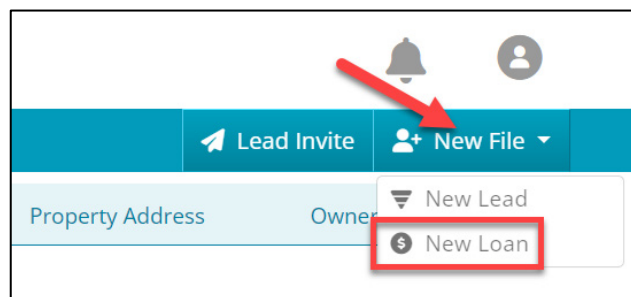 Lead Invite New File
Property Address Owner
New Lead
New Loan